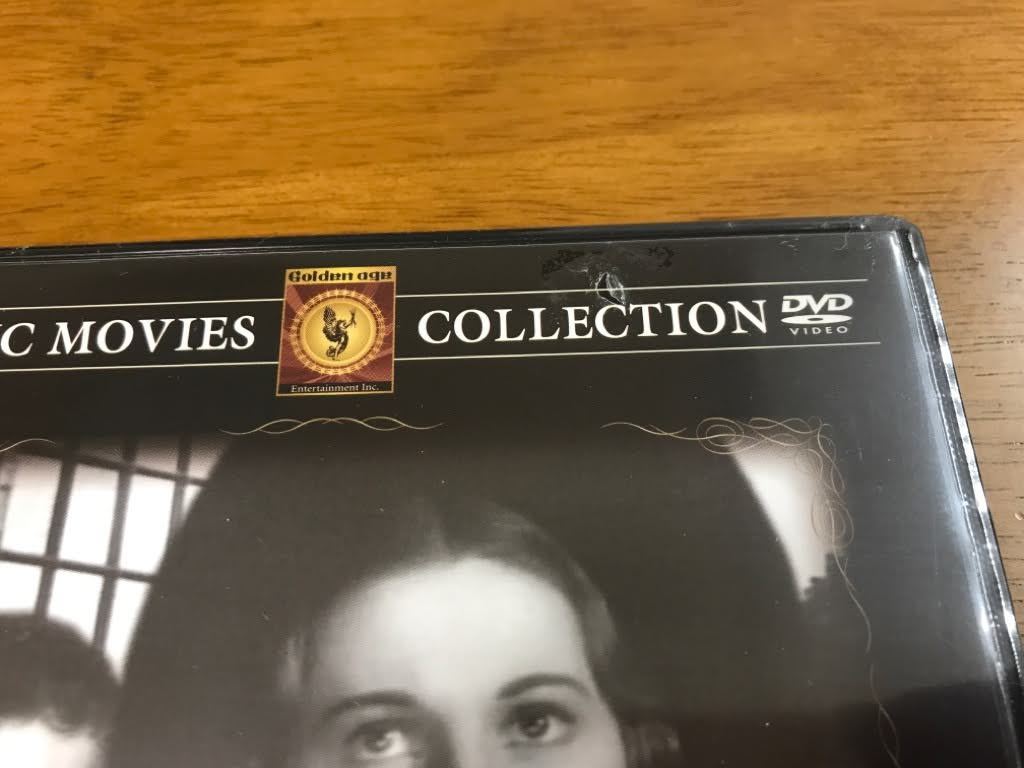 C MOVIES
Golden age
Entertainment Inc.
COLLECTION
DVD
VIDEO